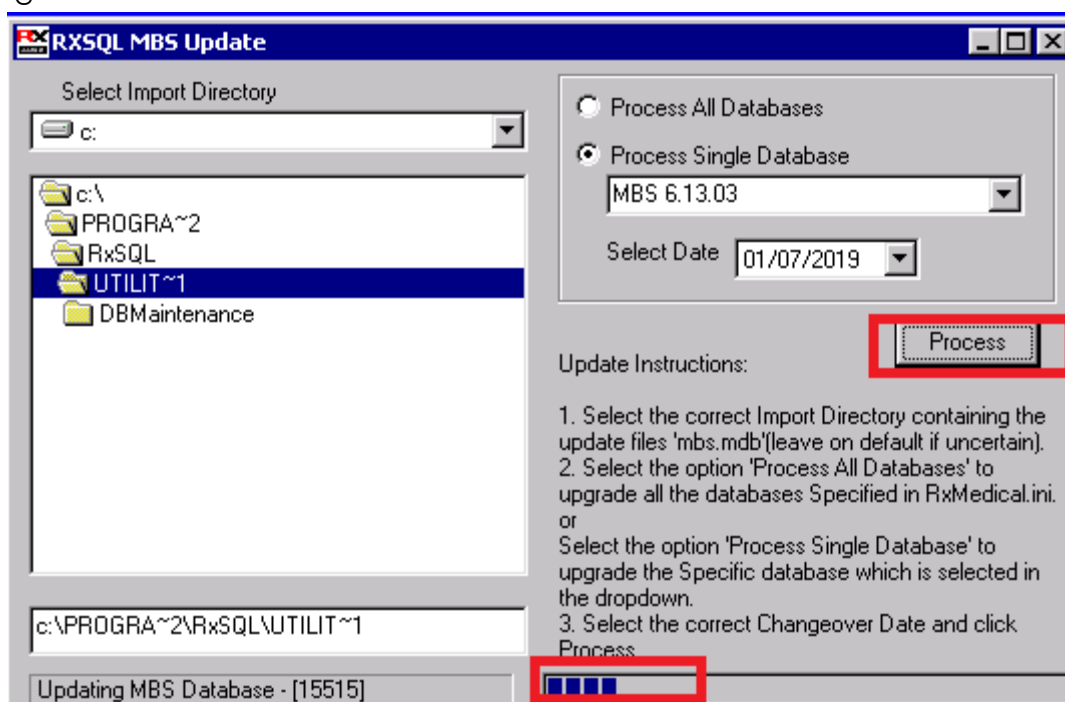 RXSQL MBS Update
Select Import Directory
c:
c:\
PROGRA~2
RxSQL
UTILIT~1
DBMaintenance
c:\PROGRA~2\RxSQL\UTILIT~1
Updating MBS Database - [15515]
Process All Databases
Process Single Database
MBS 6.13.03
Select Date 01/07/2019
Process
Update Instructions:
1. Select the correct Import Directory containing the
update files 'mbs.mdb'(leave on default if uncertain).
2. Select the option 'Process All Databases' to
upgrade all the databases Specified in RxMedical.ini.
or
Select the option 'Process Single Database' to
upgrade the Specific database which is selected in
the dropdown.
3. Select the correct Changeover Date and click
Process